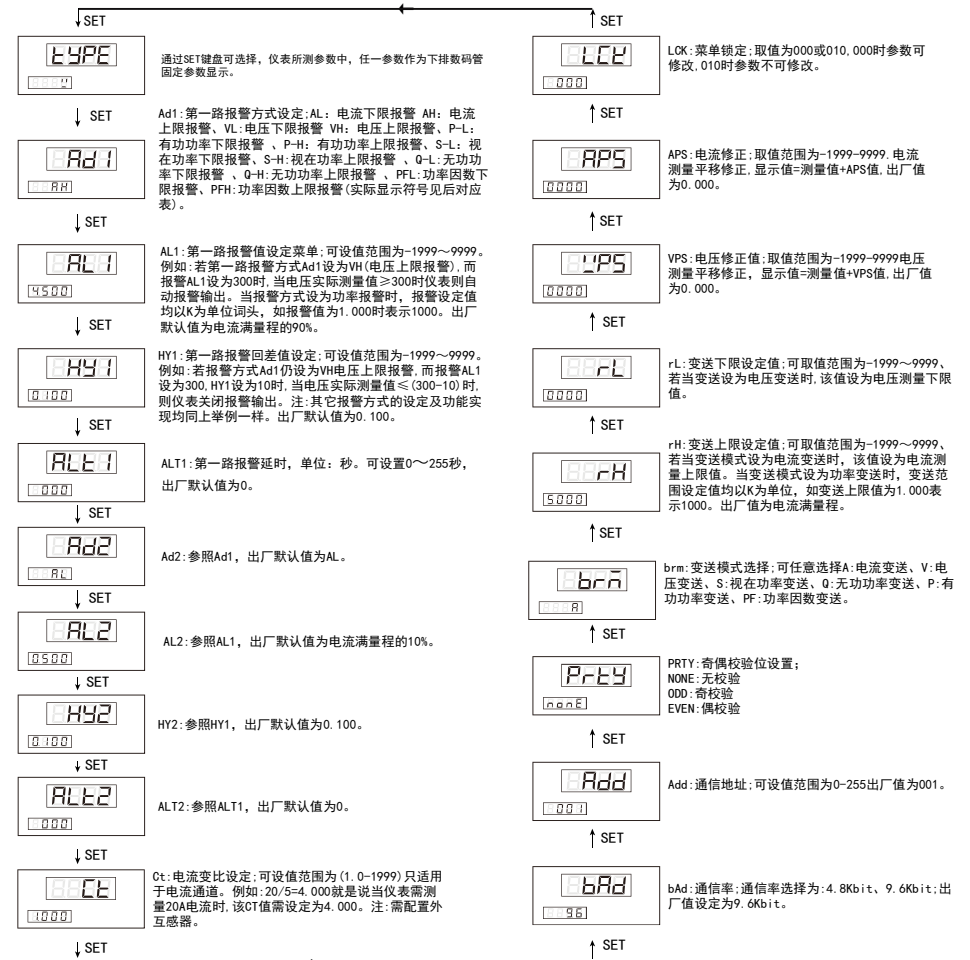 SET
tYPE
U
通过SET键盘可选择，仪表所测参数中，任一参数作为下排数码管
固定参数显示。
SET
Ad1
AH
Ad1:第一路报警方式设定;AL：电流下限报警 AH：电流
上限报警、VL:电压下限报警 VH：电压上限报警、P-L：
有功功率下限报警 、P-H：有功功率上限报警、S-L：视
在功率下限报警、S-H:视在功率上限报警 、Q-L:无功功
率下限报警 、Q-H:无功功率上限报警 、PFL:功率因数下
限报警、PFH:功率因数上限报警(实际显示符号见后对应
表)。
SET
AL1
4500
AL1:第一路报警值设定菜单;可设值范围为-1999～9999。
例如:若第一路报警方式Ad1设为VH(电压上限报警),而
报警AL1设为300时,当电压实际测量值≥300时仪表则自
动报警输出。当报警方式设为功率报警时，报警设定值
均以K为单位词头，如报警值为1.000时表示1000。出厂
默认值为电流满量程的90%。
SET
HY1
0.100
HY1:第一路报警回差值设定;可设值范围为-1999～9999。
例如:若报警方式Ad1仍设为VH电压上限报警,而报警AL1
设为300,HY1设为10时,当电压实际测量值≤(300-10)时,
则仪表关闭报警输出。注:其它报警方式的设定及功能实
现均同上举例一样。出厂默认值为0.100。
SET
ALt1
000
ALT1:第一路报警延时，单位：秒。可设置0～255秒，
出厂默认值为0。
SET
Ad2
AL
Ad2:参照Ad1，出厂默认值为AL。
SET
AL2
0500
AL2:参照AL1，出厂默认值为电流满量程的10%。
SET
HY2
0.100
HY2:参照HY1，出厂默认值为0.100。
SET
ALt2
000
ALT2:参照ALT1，出厂默认值为0。
SET
Ct
1.000
Ct:电流变比设定;可设值范围为(1.0-1999)只适用
于电流通道。例如:20/5=4.000就是说当仪表需测
量20A电流时,该CT值需设定为4.000。注:需配置外
互感器。
SET
SET
LCK
000
LCK:菜单锁定;取值为000或010,000时参数可
修改,010时参数不可修改。
SET
APS
0000
APS:电流修正;取值范围为-1999-9999.电流
测量平移修正,显示值=测量值+APS值,出厂值
为0.000。
SET
VPS
0000
VPS:电压修正值;取值范围为-1999-9999电压
测量平移修正，显示值=测量值+VPS值,出厂值
为0.000。
SET
rL
0000
rL:变送下限设定值;可取值范围为-1999～9999、
若当变送设为电压变送时,该值设为电压测量下限
值。
SET
rH
5000
rH:变送上限设定值;可取值范围为-1999～9999、
若当变送模式设为电流变送时，该值设为电流测
量上限值。当变送模式设为功率变送时，变送范
围设定值均以K为单位，如变送上限值为1.000表
示1000。出厂值为电流满量程。
SET
brm
A
brm:变送模式选择;可任意选择A:电流变送、V:电
压变送、S:视在功率变送、Q:无功功率变送、P:有
功功率变送、PF:功率因数变送。
SET
PrtY
nonE
PRTY:奇偶校验位设置;
NONE:无校验
ODD:奇校验
EVEN:偶校验
SET
Add
001
Add:通信地址;可设值范围为0-255出厂值为001。
SET
bAd
96
bAd:通信率;通信率选择为:4.8Kbit、9.6Kbit;出
厂值设定为9.6Kbit。
SET